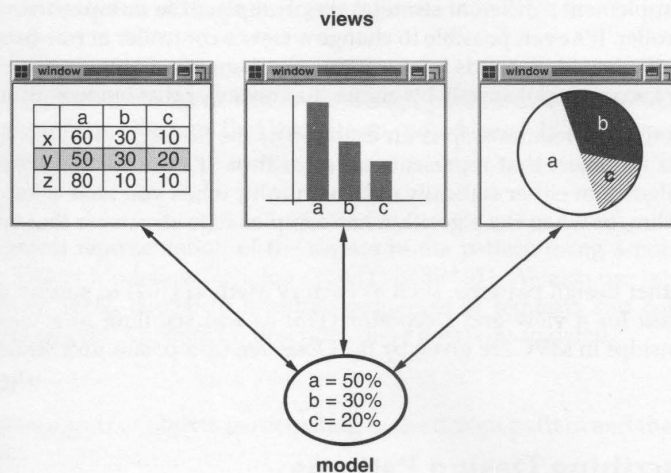 views
window
window
window
a b c
x 60 30 10
y 50 30 20
z 80 10 10
a b c
a
b
c
a = 50%
b = 30%
c = 20%
model